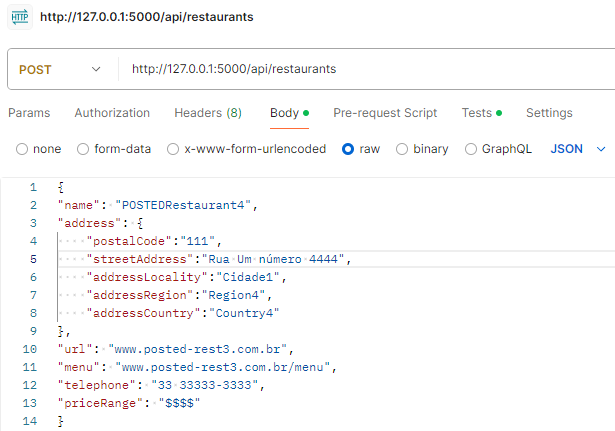 HTTP http://127.0.0.1:5000/api/restaurants
POST http://127.0.0.1:5000/api/restaurants
Params Authorization Headers (8) Body Pre-request Script Tests Settings
none form-data x-www-form-urlencoded raw binary GraphQL JSON
1 {
2 "name": "POSTEDRestaurant4",
3 "address": {
4 "postalCode":"111",
5 "streetAddress":"Rua Um número 4444",
6 "addressLocality":"Cidade1",
7 "addressRegion":"Region4",
8 "addressCountry":"Country4"
9 },
10 "url": "www.posted-rest3.com.br",
11 "menu": "www.posted-rest3.com.br/menu",
12 "telephone": "33 33333-3333",
13 "priceRange": "$$$$"
14 }